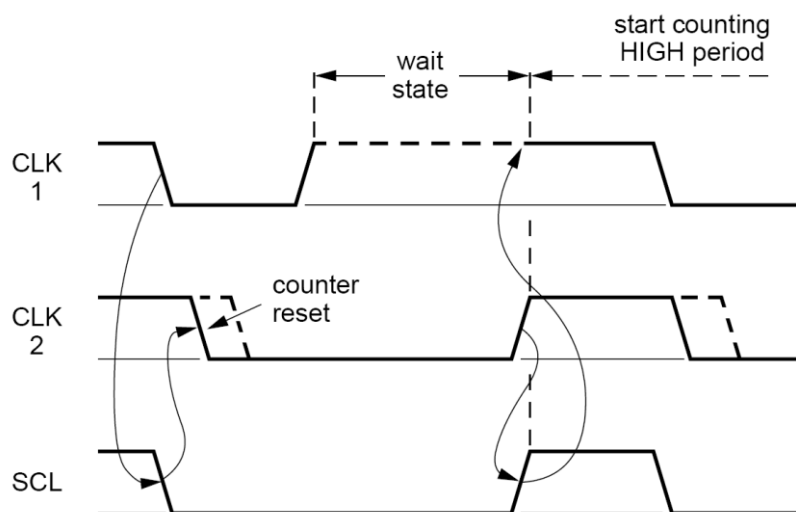 start counting
HIGH period
wait
state
CLK
1
counter
reset
CLK
2
SCL